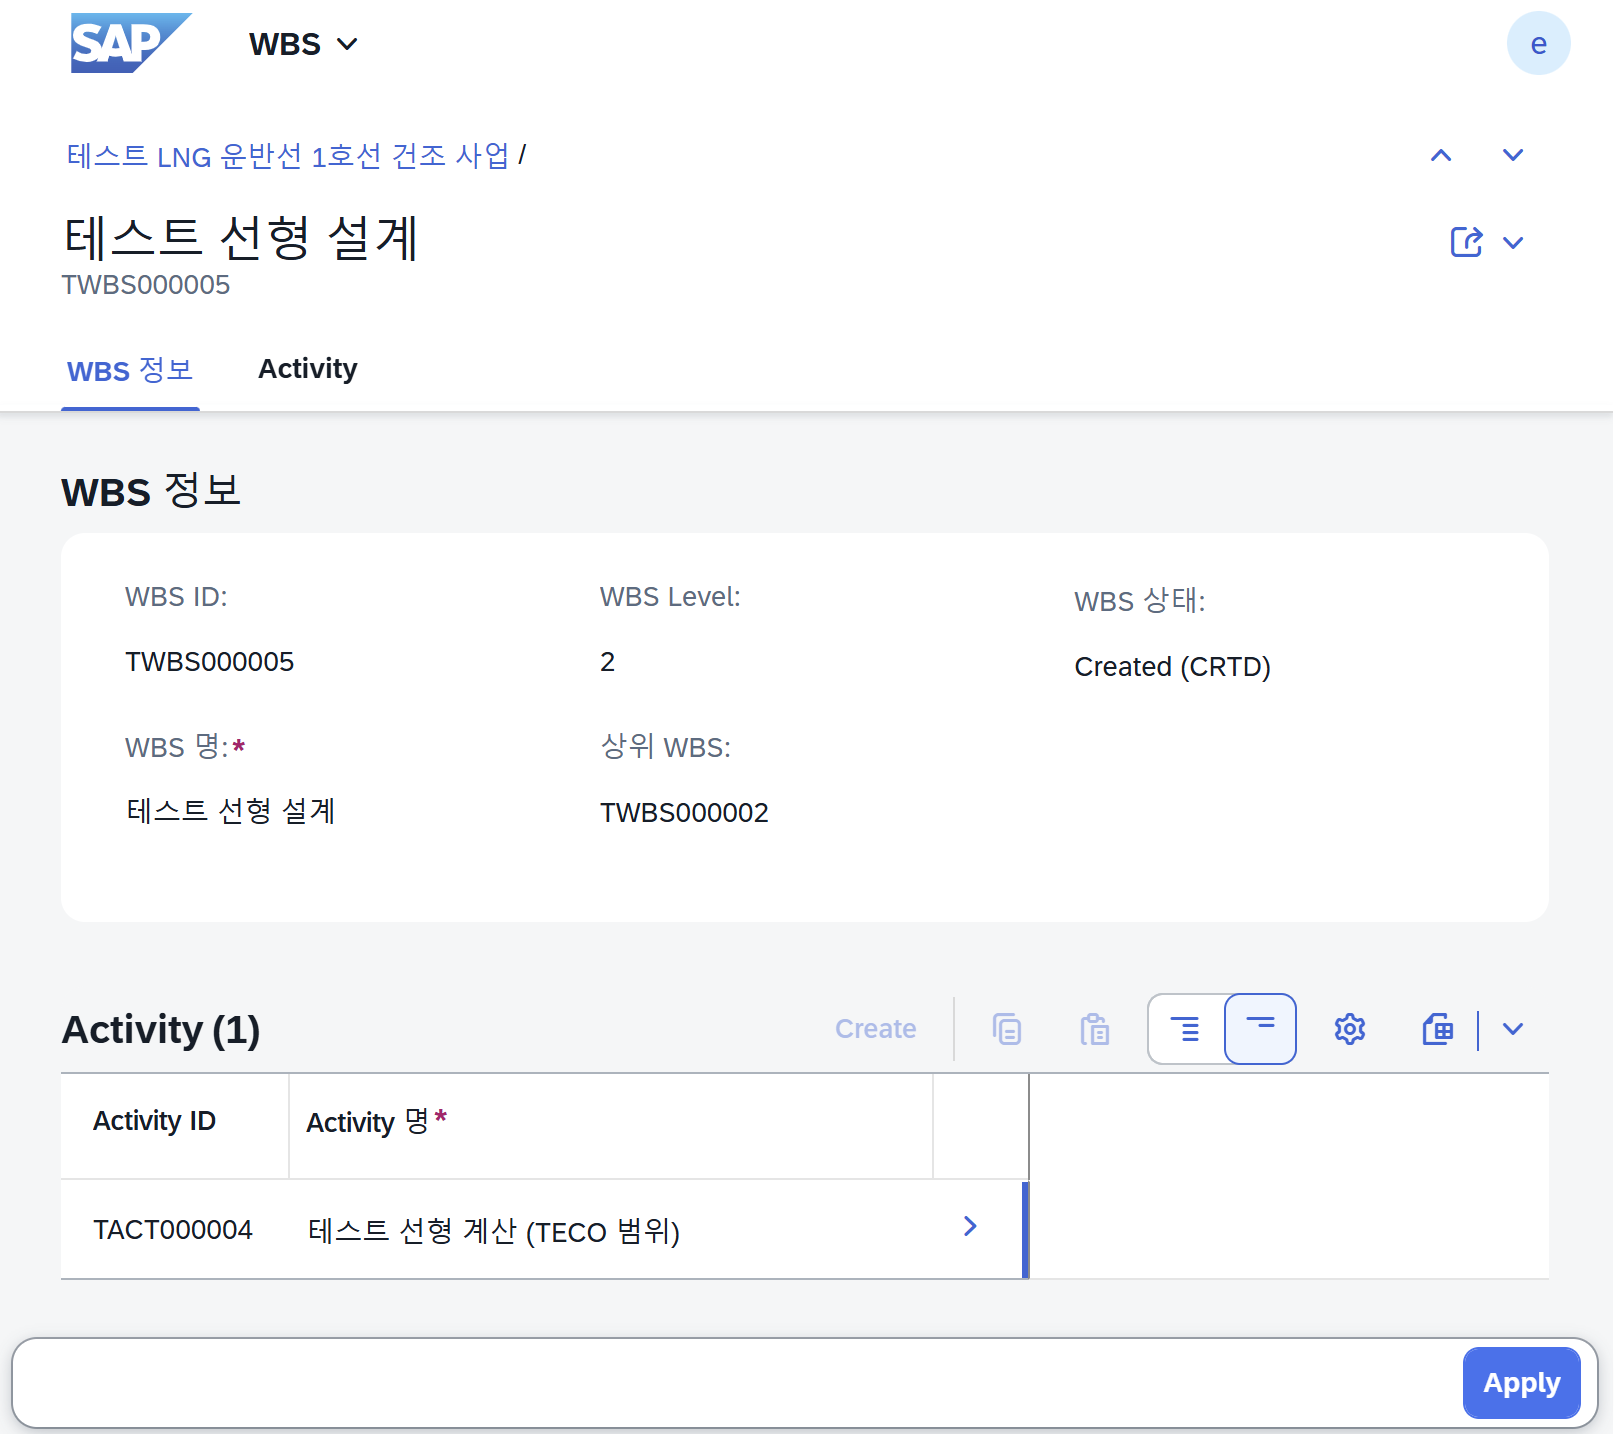 SAP WBS e
테스트 LNG 운반선 1호선 건조 사업 /
테스트 선형 설계
TWBS000005
WBS 정보 Activity
WBS 정보
WBS ID: WBS Level: WBS 상태:
TWBS000005 2 Created (CRTD)
WBS 명:* 상위 WBS:
테스트 선형 설계 TWBS000002
Activity (1) Create
Activity ID Activity 명*
TACT000004 테스트 선형 계산 (TECO 범위)
Apply